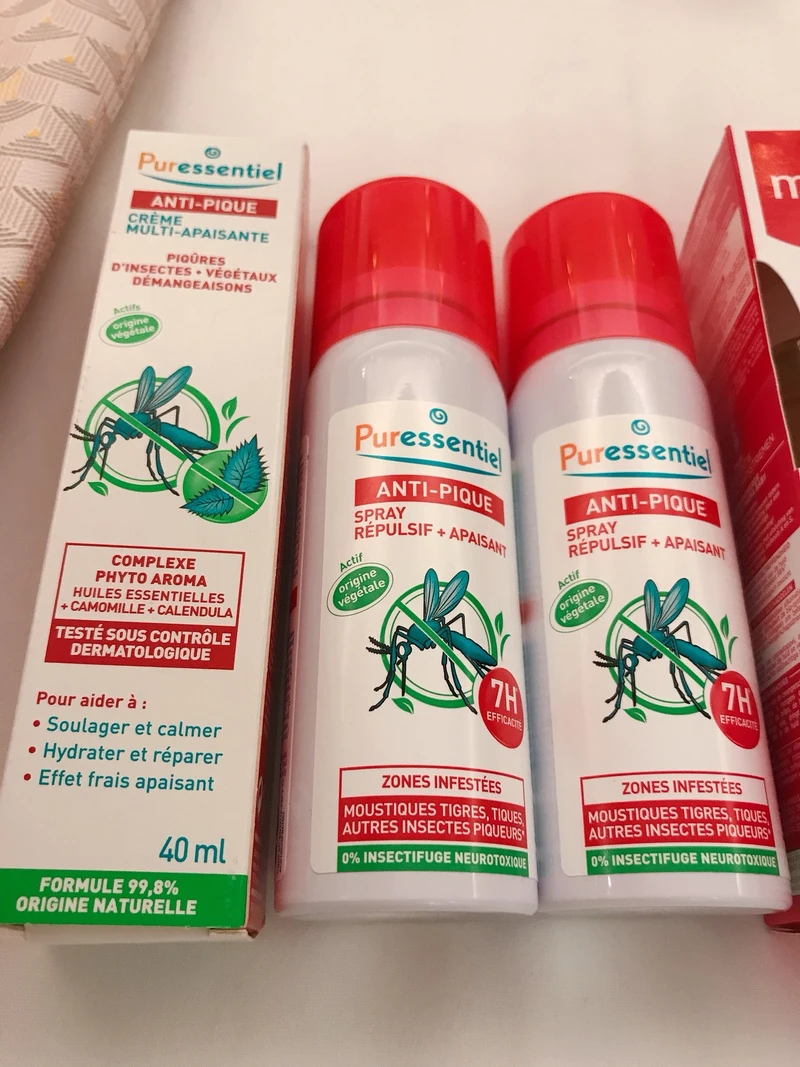 Puressentiel
ANTI-PIQUE
CRÈME
MULTI-APAISANTE
PIQÛRES
D'INSECTES • VÉGÉTAUX
DÉMANGEAISONS
Actifs
origine
végétale
COMPLEXE
PHYTO AROMA
HUILES ESSENTIELLES
+ CAMOMILLE + CALENDULA
TESTÉ SOUS CONTRÔLE
DERMATOLOGIQUE
Pour aider à :
• Soulager et calmer
• Hydrater et réparer
• Effet frais apaisant
40 ml
FORMULE 99,8%
ORIGINE NATURELLE
Puressentiel
ANTI-PIQUE
SPRAY
RÉPULSIF + APAISANT
Actif
origine
végétale
7H*
EFFICACITÉ
ZONES INFESTÉES
MOUSTIQUES TIGRES, TIQUES,
AUTRES INSECTES PIQUEURS*
0% INSECTIFUGE NEUROTOXIQUE
Puressentiel
ANTI-PIQUE
SPRAY
RÉPULSIF + APAISANT
Actif
origine
végétale
7H*
EFFICACITÉ
ZONES INFESTÉES
MOUSTIQUES TIGRES, TIQUES,
AUTRES INSECTES PIQUEURS*
0% INSECTIFUGE NEUROTOXIQUE